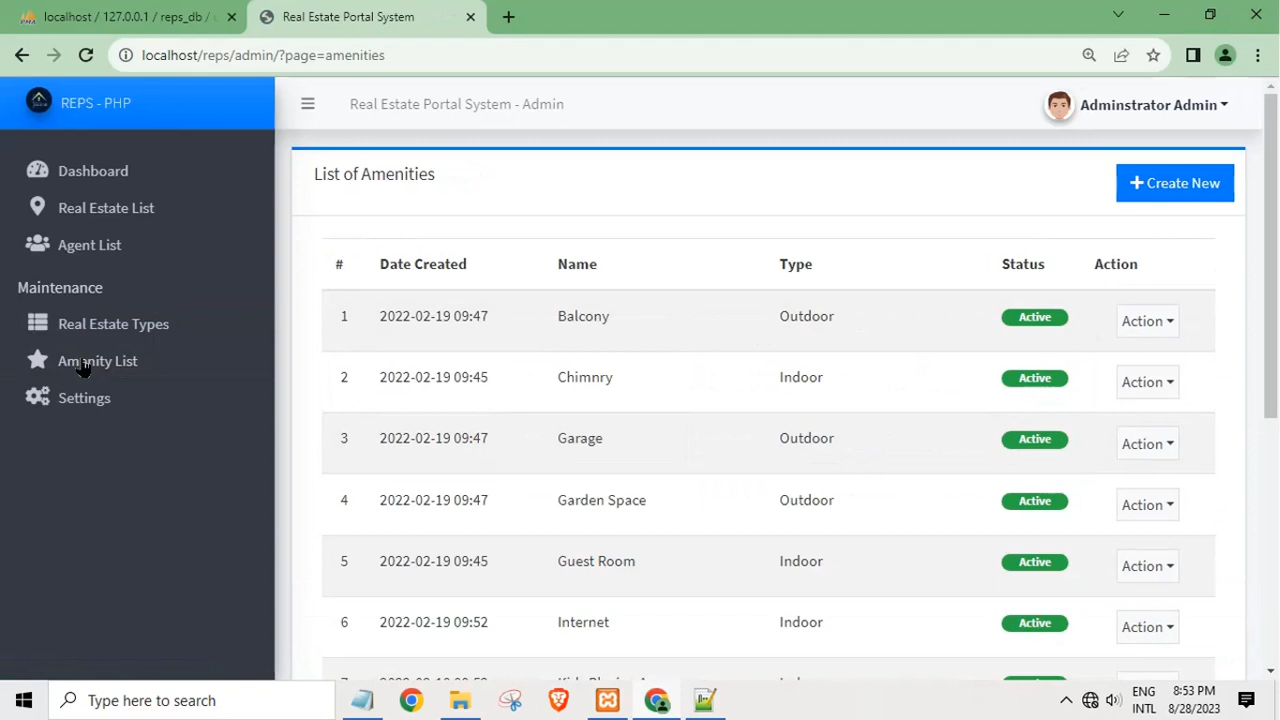 localhost / 127.0.0.1 / reps_db /
Real Estate Portal System
localhost/reps/admin/?page=amenities
REPS - PHP
Real Estate Portal System - Admin
Adminstrator Admin
Dashboard
Real Estate List
Agent List
Maintenance
Real Estate Types
Amenity List
Settings
List of Amenities
Create New
# Date Created Name Type Status Action
1 2022-02-19 09:47 Balcony Outdoor Active Action
2 2022-02-19 09:45 Chimnry Indoor Active Action
3 2022-02-19 09:47 Garage Outdoor Active Action
4 2022-02-19 09:47 Garden Space Outdoor Active Action
5 2022-02-19 09:45 Guest Room Indoor Active Action
6 2022-02-19 09:52 Internet Indoor Active Action
Type here to search
ENG
INTL
8:53 PM
8/28/2023